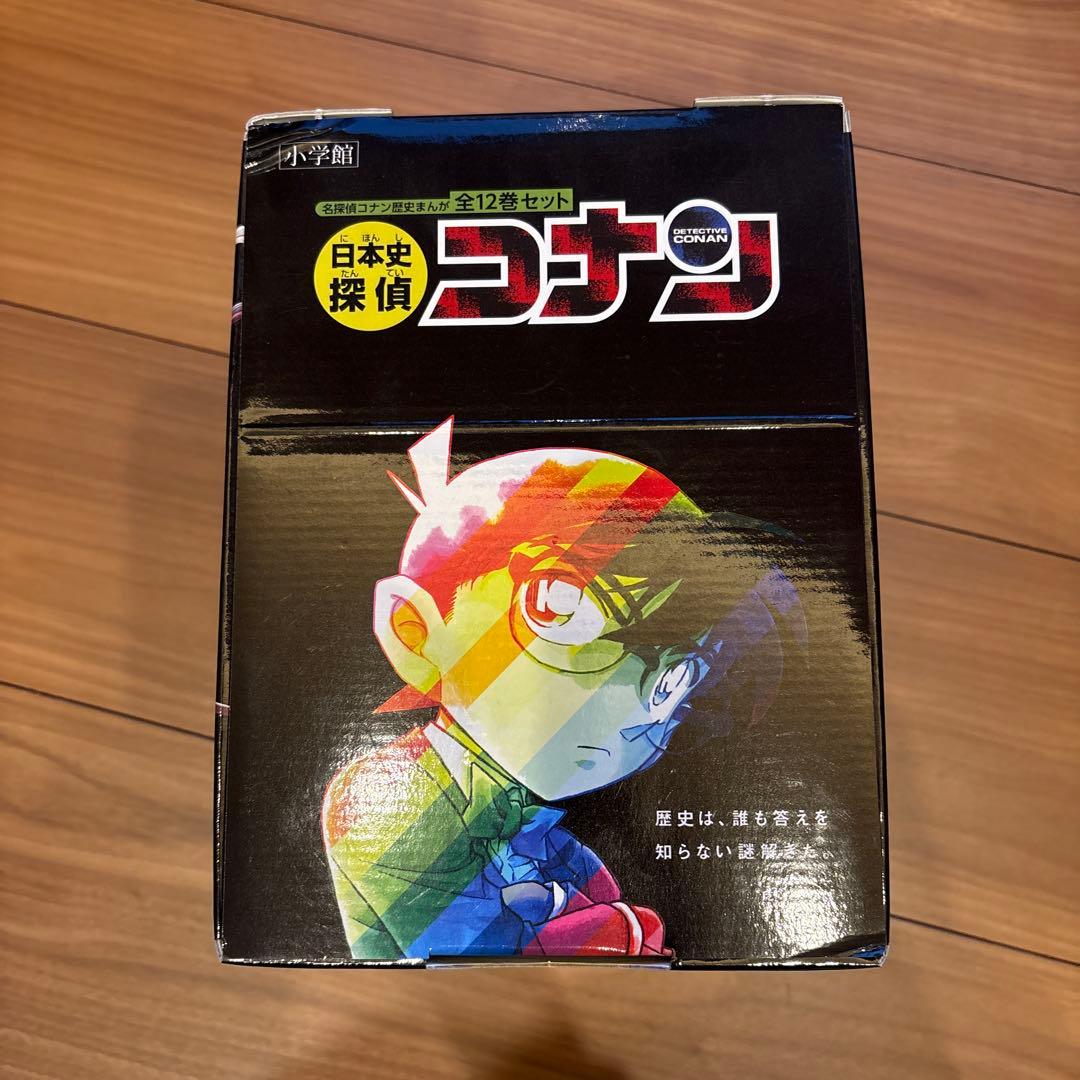 小学館
名探偵コナン歴史まんが 全12巻セット
にほんし
日本史
たんてい
探偵
コナン
DETECTIVE
CONAN
歴史は、誰も答えを
知らない謎解きだ。